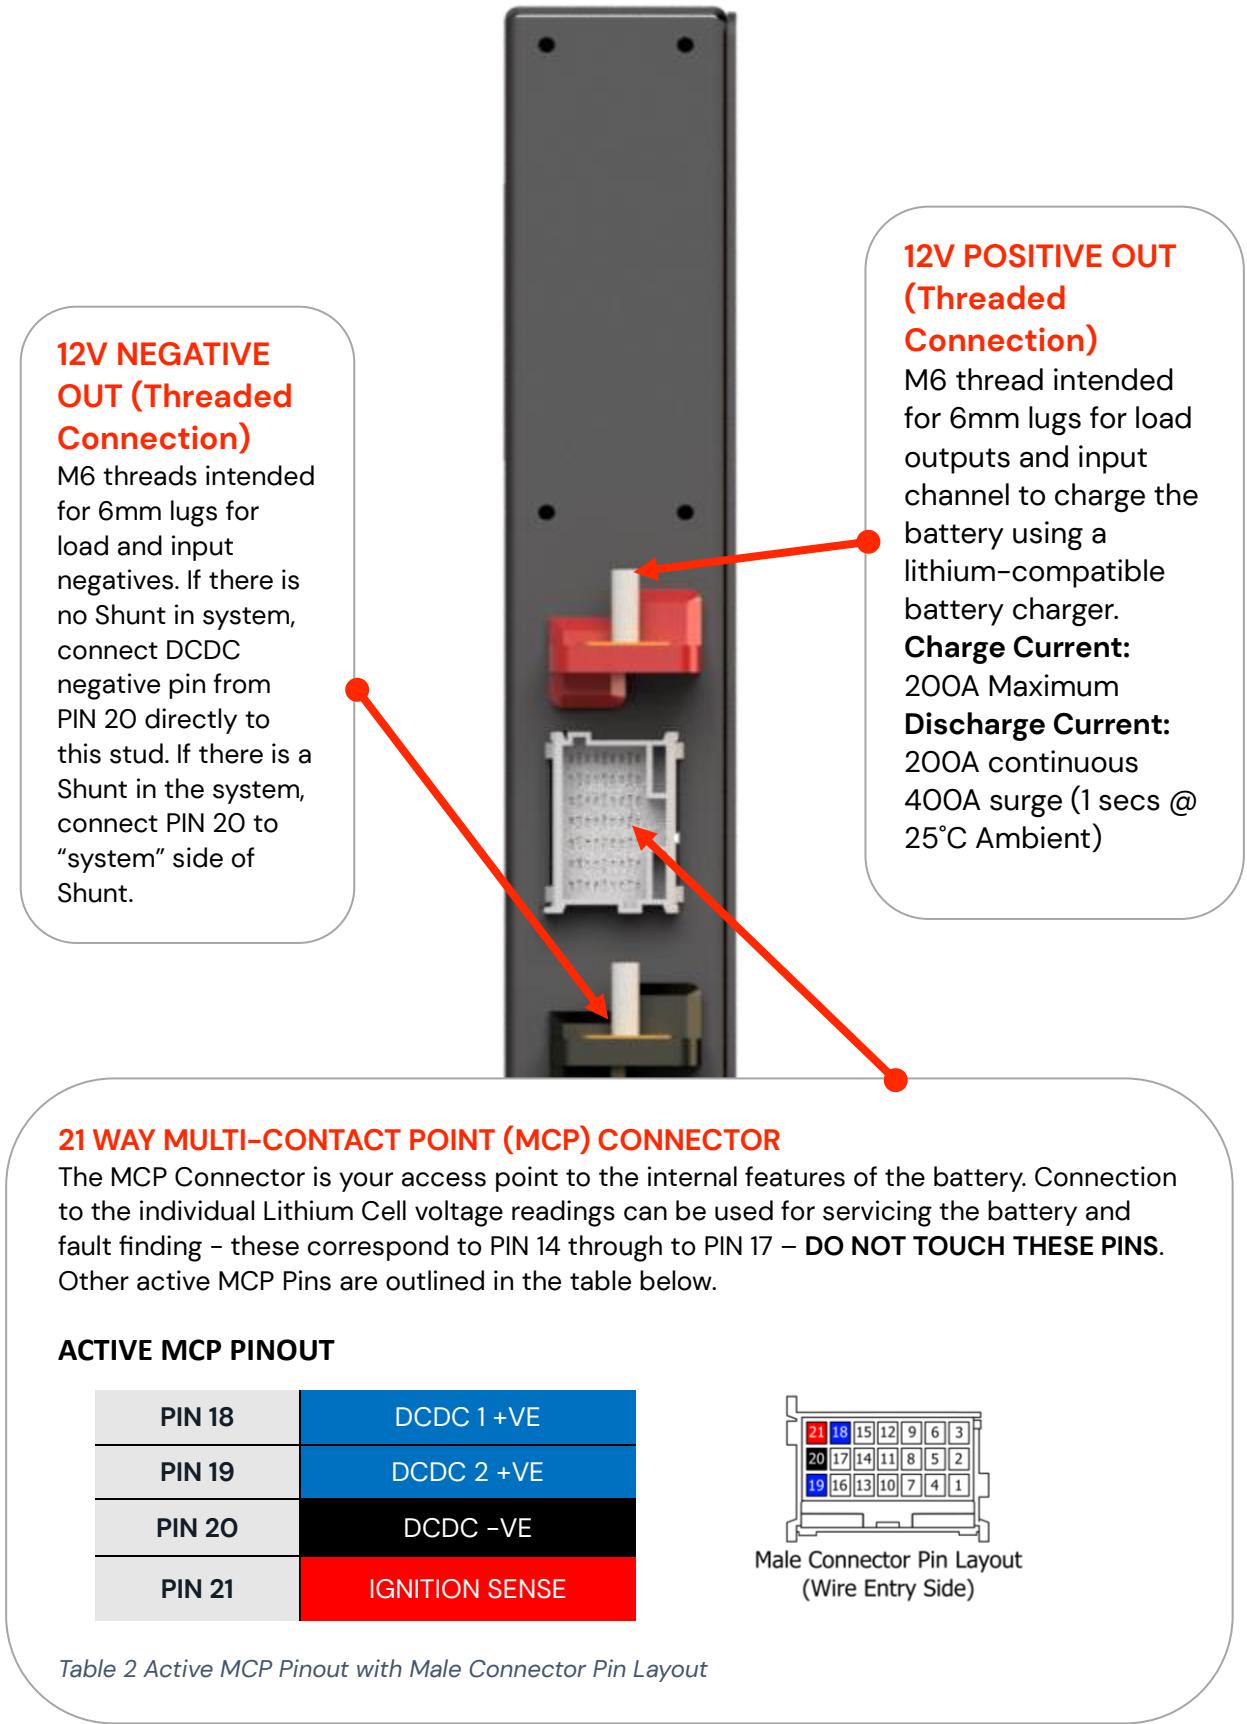 12V NEGATIVE
OUT (Threaded
Connection)
M6 threads intended
for 6mm lugs for
load and input
negatives. If there is
no Shunt in system,
connect DCDC
negative pin from
PIN 20 directly to
this stud. If there is a
Shunt in the system,
connect PIN 20 to
“system” side of
Shunt.
12V POSITIVE OUT
(Threaded
Connection)
M6 thread intended
for 6mm lugs for load
outputs and input
channel to charge the
battery using a
lithium-compatible
battery charger.
Charge Current:
200A Maximum
Discharge Current:
200A continuous
400A surge (1 secs @
25°C Ambient)
21 WAY MULTI-CONTACT POINT (MCP) CONNECTOR
The MCP Connector is your access point to the internal features of the battery. Connection
to the individual Lithium Cell voltage readings can be used for servicing the battery and
fault finding - these correspond to PIN 14 through to PIN 17 – DO NOT TOUCH THESE PINS.
Other active MCP Pins are outlined in the table below.
ACTIVE MCP PINOUT
PIN 18 DCDC 1 +VE
PIN 19 DCDC 2 +VE
PIN 20 DCDC -VE
PIN 21 IGNITION SENSE
21 18 15 12 9 6 3
20 17 14 11 8 5 2
19 16 13 10 7 4 1
Male Connector Pin Layout
(Wire Entry Side)
Table 2 Active MCP Pinout with Male Connector Pin Layout